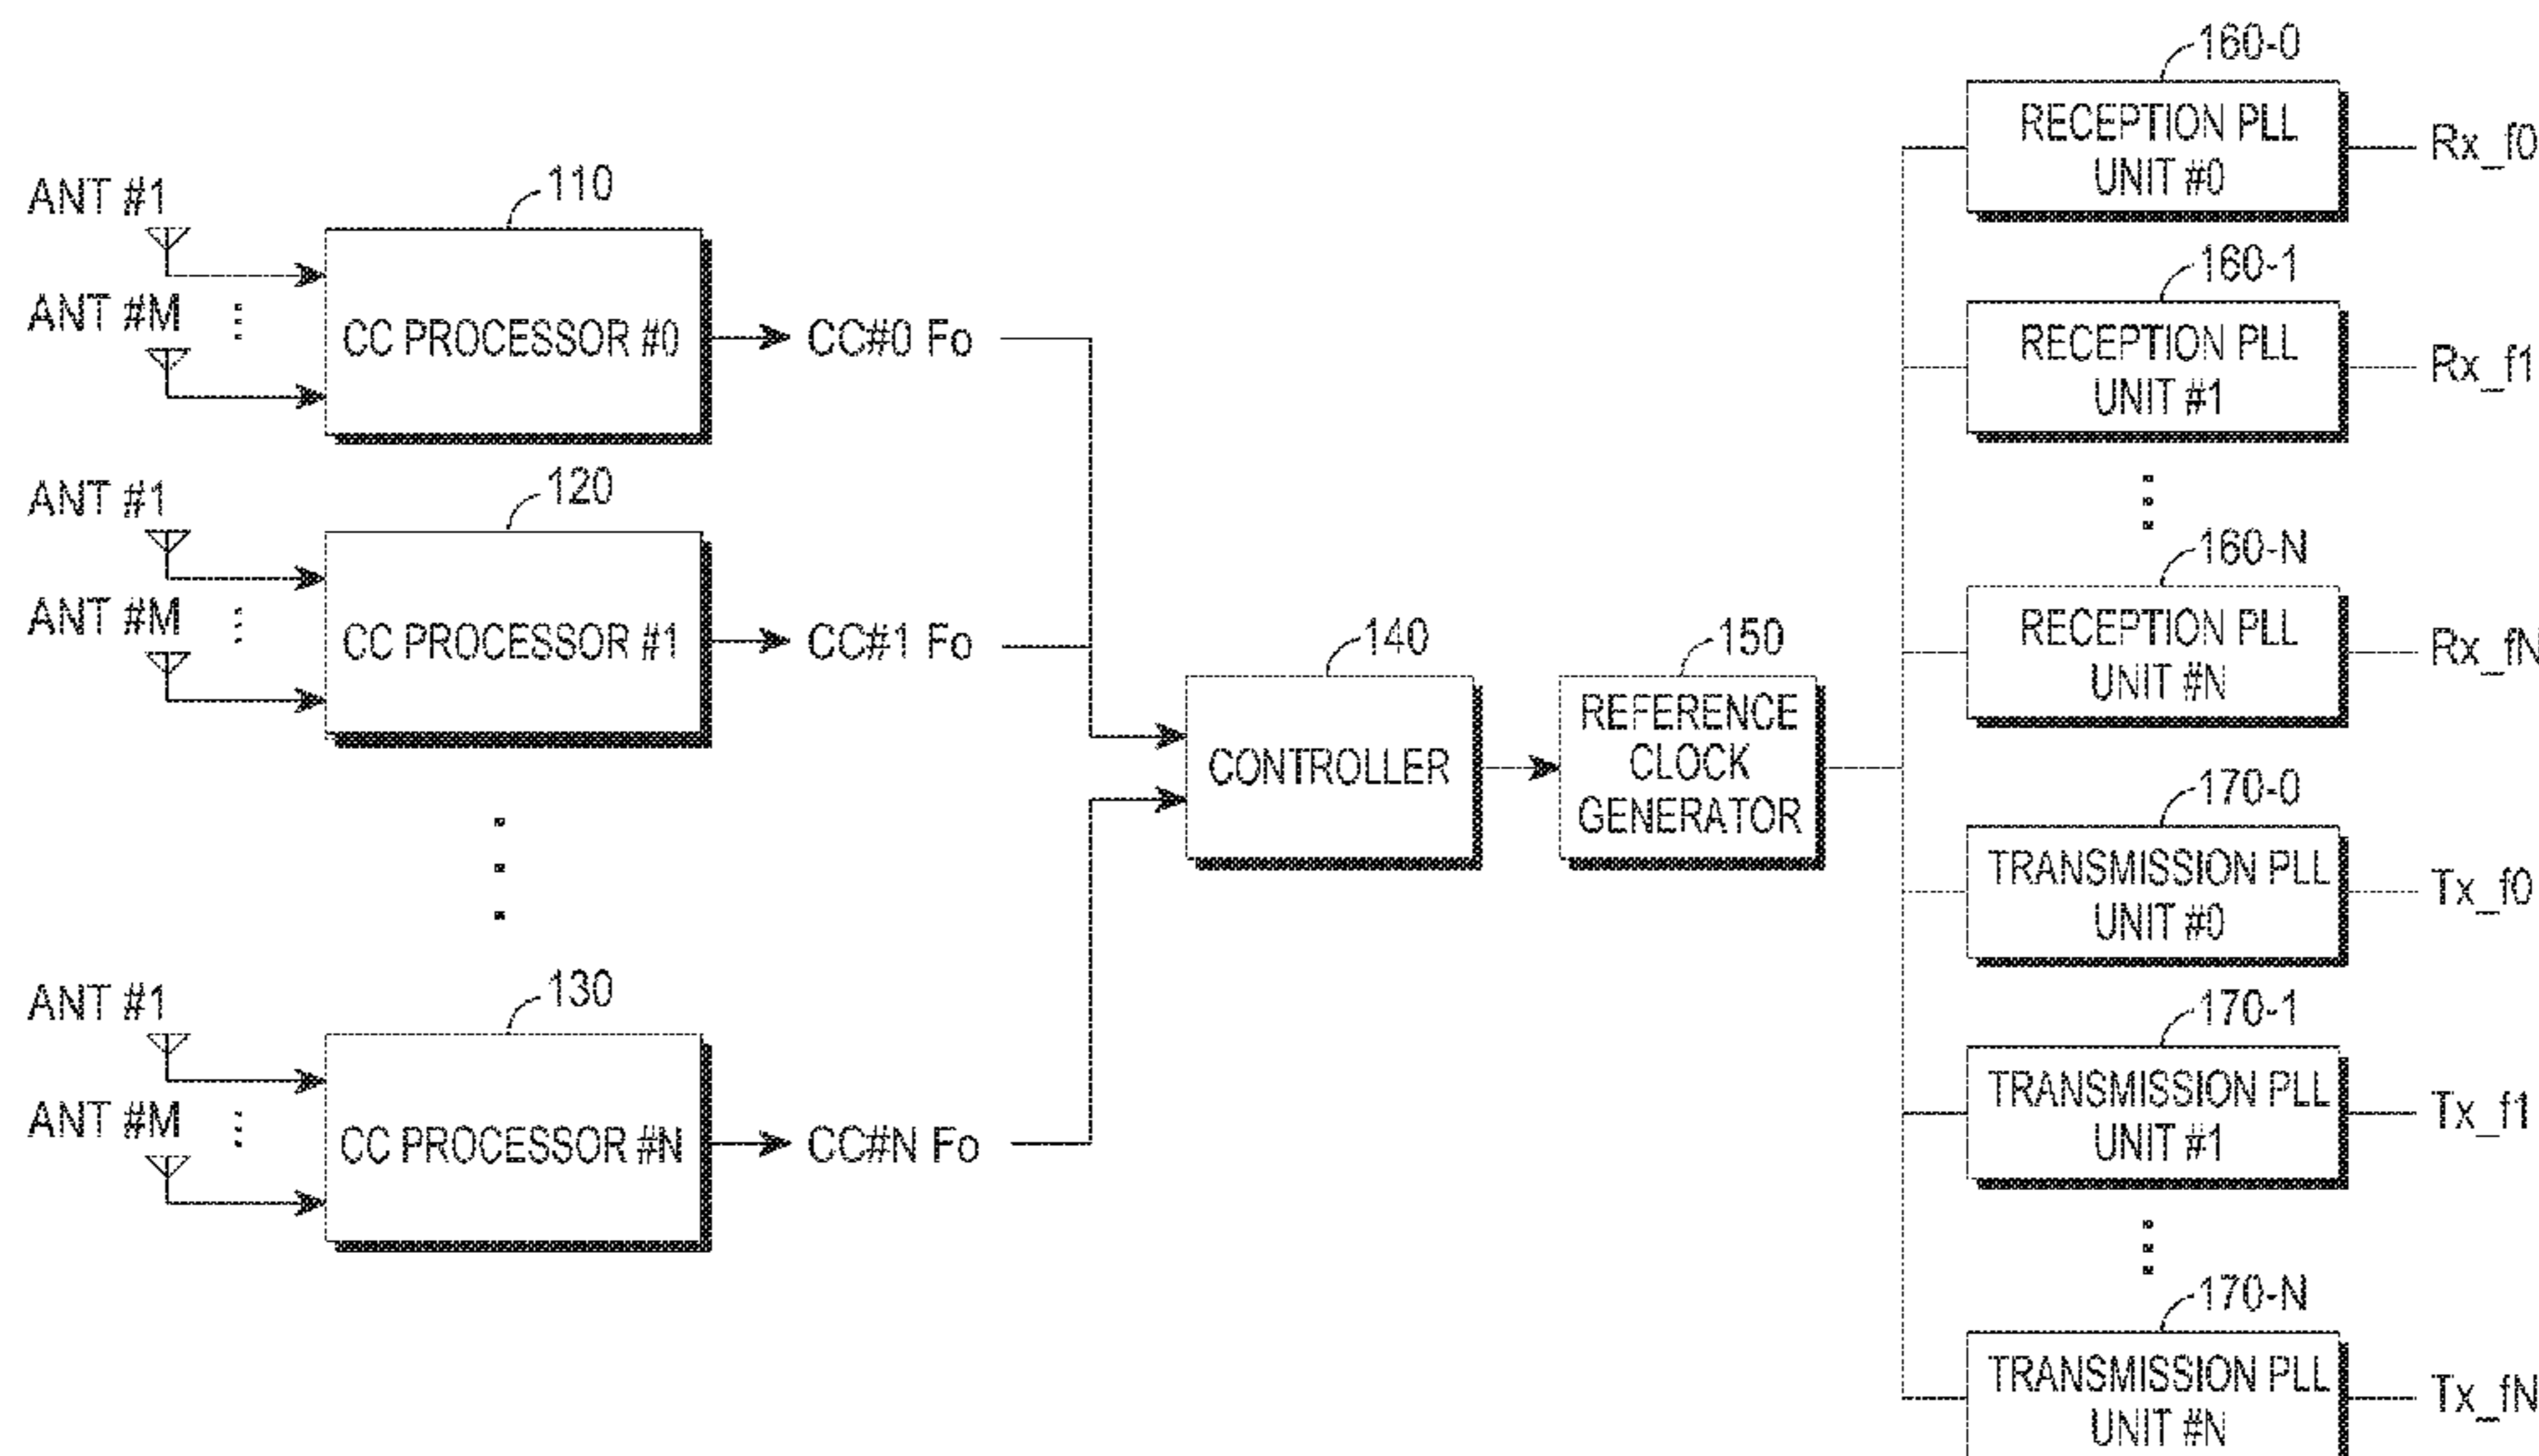 ANT #1
ANT #M
110
CC PROCESSOR #0
CC#0 Fo
ANT #1
ANT #M
120
CC PROCESSOR #1
CC#1 Fo
ANT #1
ANT #M
130
CC PROCESSOR #N
CC#N Fo
140
CONTROLLER
150
REFERENCE
CLOCK
GENERATOR
160-0
RECEPTION PLL
UNIT #0
Rx_f0
160-1
RECEPTION PLL
UNIT #1
Rx_f1
160-N
RECEPTION PLL
UNIT #N
Rx_fN
170-0
TRANSMISSION PLL
UNIT #0
Tx_f0
170-1
TRANSMISSION PLL
UNIT #1
Tx_f1
170-N
TRANSMISSION PLL
UNIT #N
Tx_fN